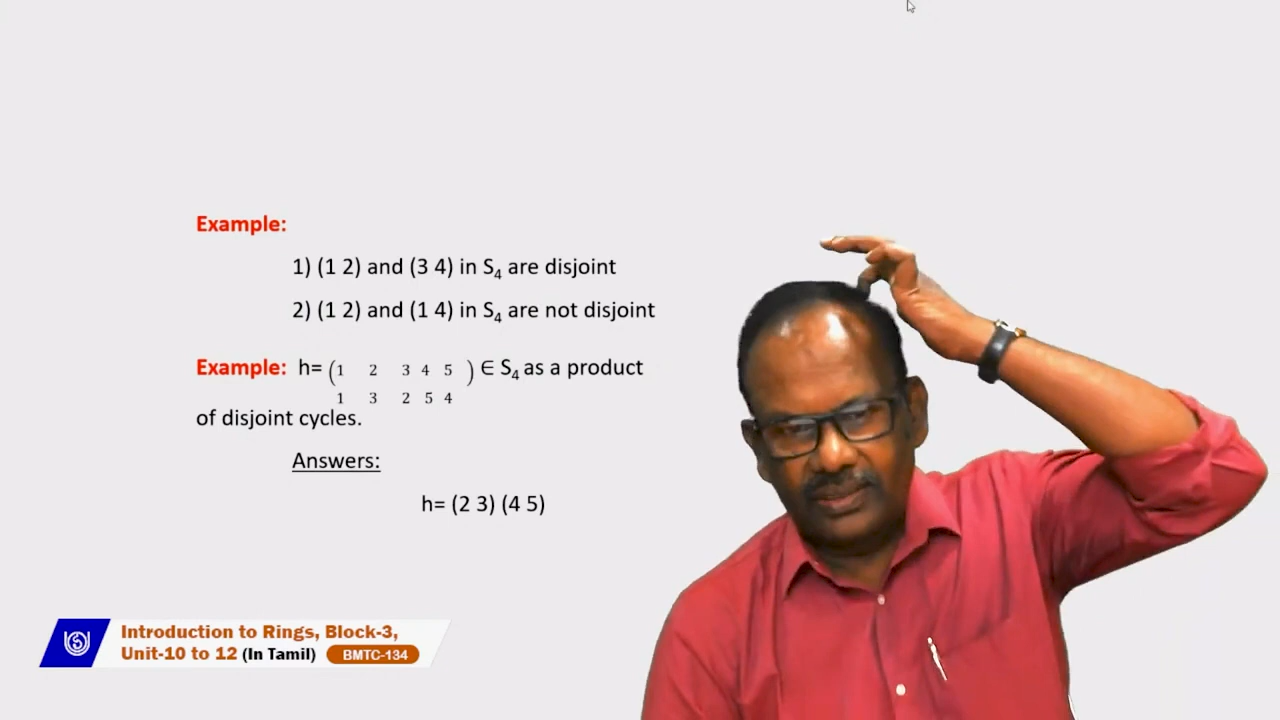 Example:
1) (1 2) and (3 4) in S₄ are disjoint
2) (1 2) and (1 4) in S₄ are not disjoint
Example: h= (1 2 3 4 5) ∈ S₄ as a product
1 3 2 5 4
of disjoint cycles.
Answers:
h= (2 3) (4 5)
Introduction to Rings, Block-3,
Unit-10 to 12 (In Tamil) BMTC-134